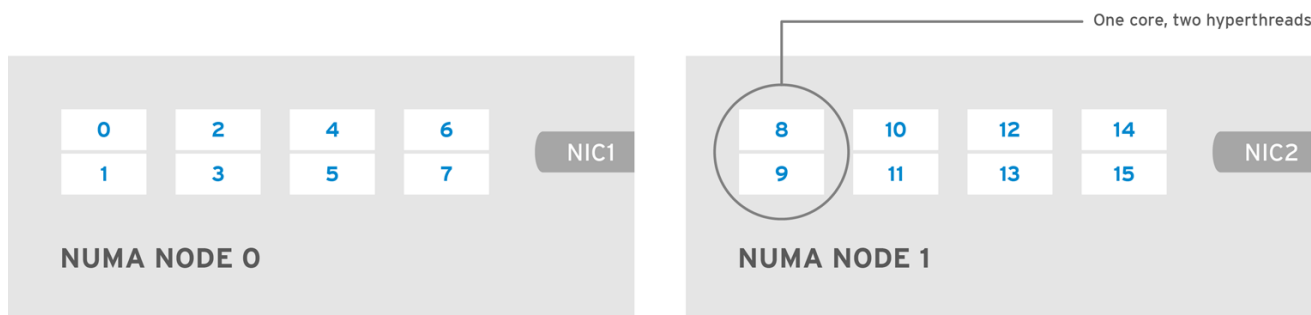 One core, two hyperthreads
0 2 4 6
NIC1
1 3 5 7
NUMA NODE 0
8 10 12 14
NIC2
9 11 13 15
NUMA NODE 1